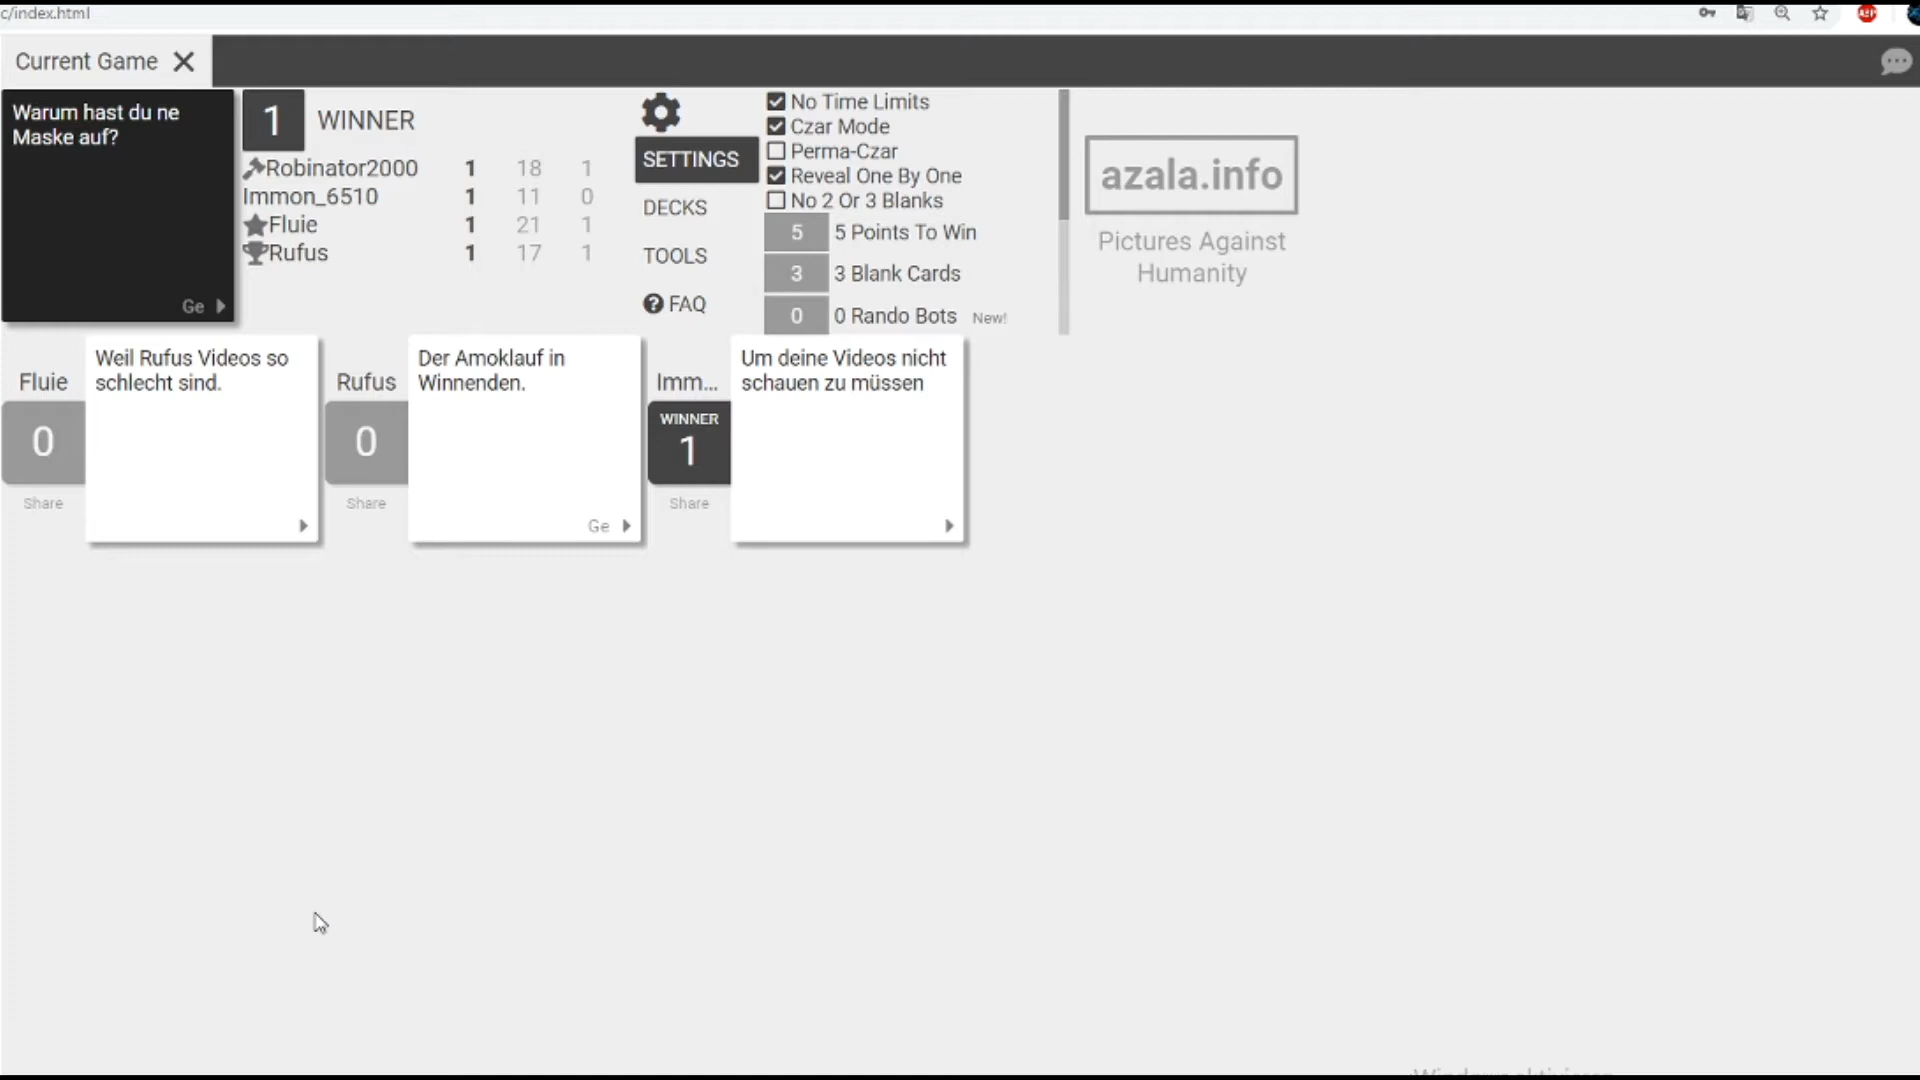 c/index.html
Current Game
Warum hast du ne
Maske auf?
Ge
1 WINNER
Robinator2000 1 18 1
Immon_6510 1 11 0
Fluie 1 21 1
Rufus 1 17 1
SETTINGS
DECKS
TOOLS
FAQ
No Time Limits
Czar Mode
Perma-Czar
Reveal One By One
No 2 Or 3 Blanks
5 5 Points To Win
3 3 Blank Cards
0 0 Rando Bots New!
azala.info
Pictures Against
Humanity
Fluie
0
Share
Weil Rufus Videos so
schlecht sind.
Rufus
0
Share
Der Amoklauf in
Winnenden.
Ge
Imm...
WINNER
1
Share
Um deine Videos nicht
schauen zu müssen